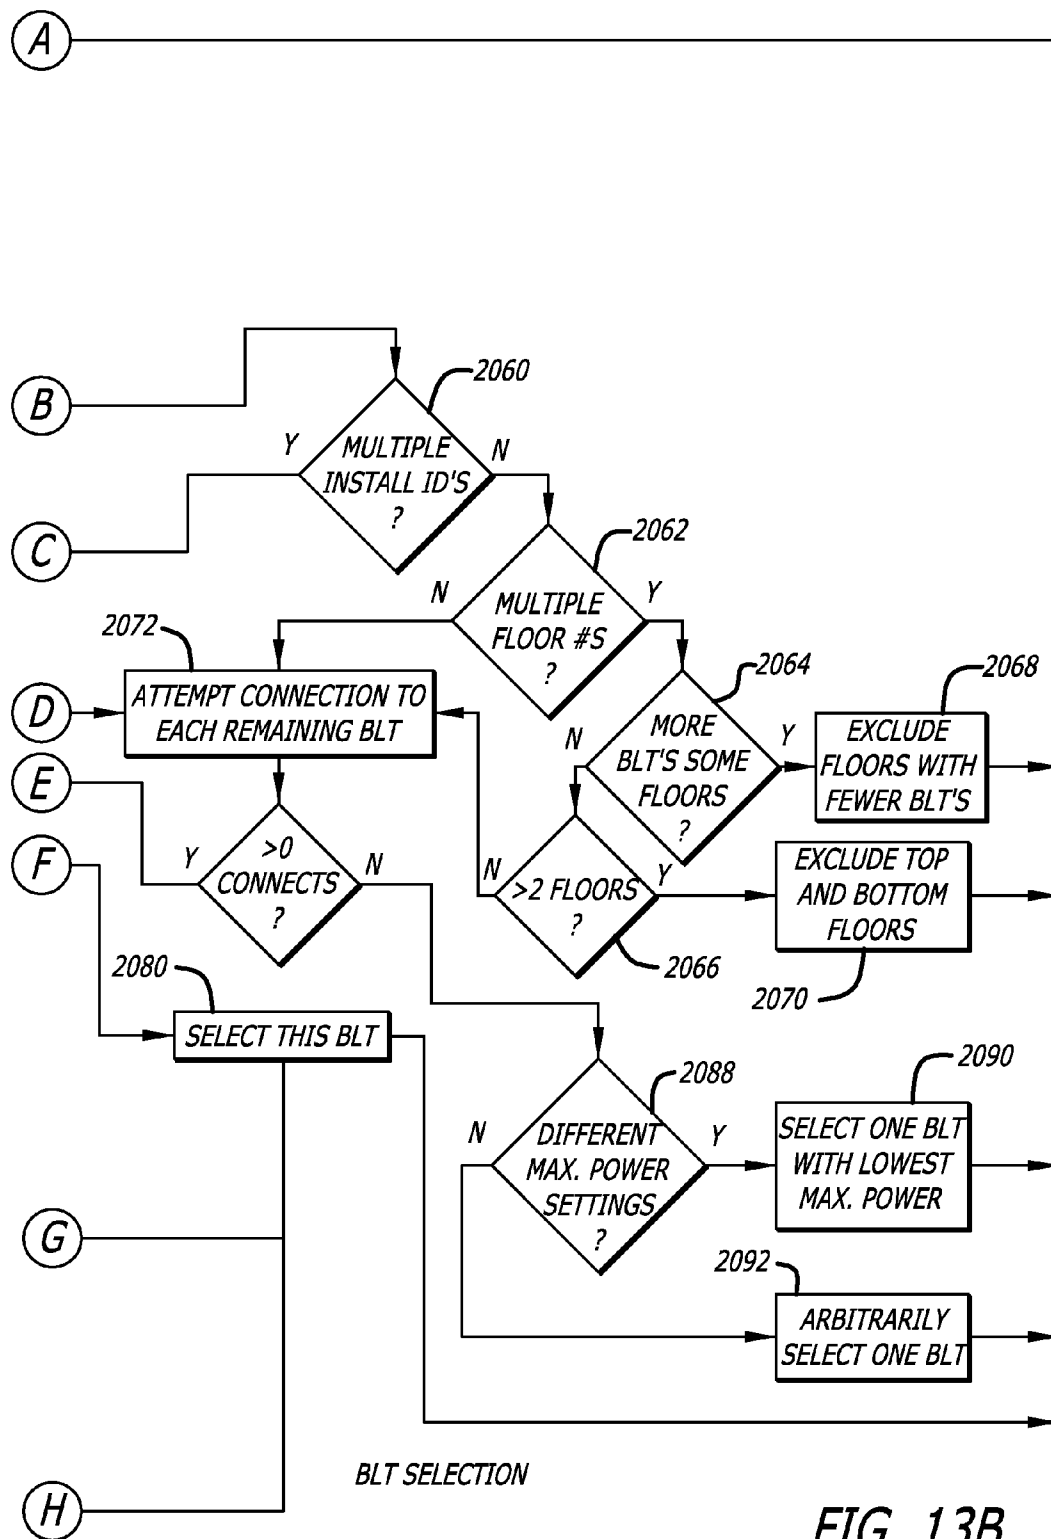 A
B
2060
Y
N
MULTIPLE
INSTALL ID'S
?
C
2062
N
Y
MULTIPLE
FLOOR #S
?
2072
ATTEMPT CONNECTION TO
EACH REMAINING BLT
D
2064
N
Y
MORE
BLT'S SOME
FLOORS
?
2068
EXCLUDE
FLOORS WITH
FEWER BLT'S
E
F
Y
N
>0
CONNECTS
?
N
Y
>2 FLOORS
?
2066
EXCLUDE TOP
AND BOTTOM
FLOORS
2070
2080
SELECT THIS BLT
2088
N
Y
DIFFERENT
MAX. POWER
SETTINGS
?
2090
SELECT ONE BLT
WITH LOWEST
MAX. POWER
G
2092
ARBITRARILY
SELECT ONE BLT
BLT SELECTION
H
FIG. 13B